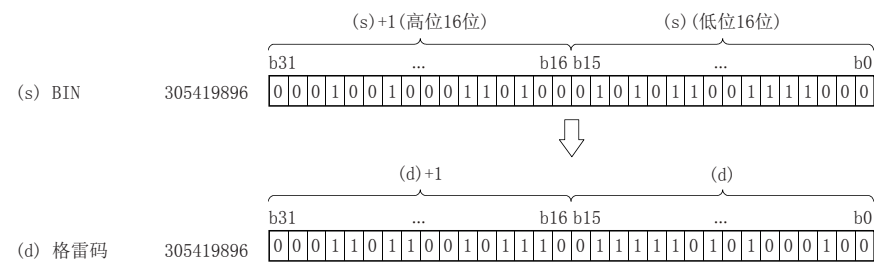 (s)+1(高位16位) (s)(低位16位)
b31 ... b16 b15 ... b0
(s) BIN 305419896 0 0 0 1 0 0 1 0 0 0 1 1 0 1 0 0 0 1 0 1 0 1 1 0 0 1 1 1 1 0 0 0
(d)+1 (d)
b31 ... b16 b15 ... b0
(d) 格雷码 305419896 0 0 0 1 1 0 1 1 0 0 1 0 1 1 1 0 0 1 1 1 1 1 0 1 0 1 0 0 0 1 0 0